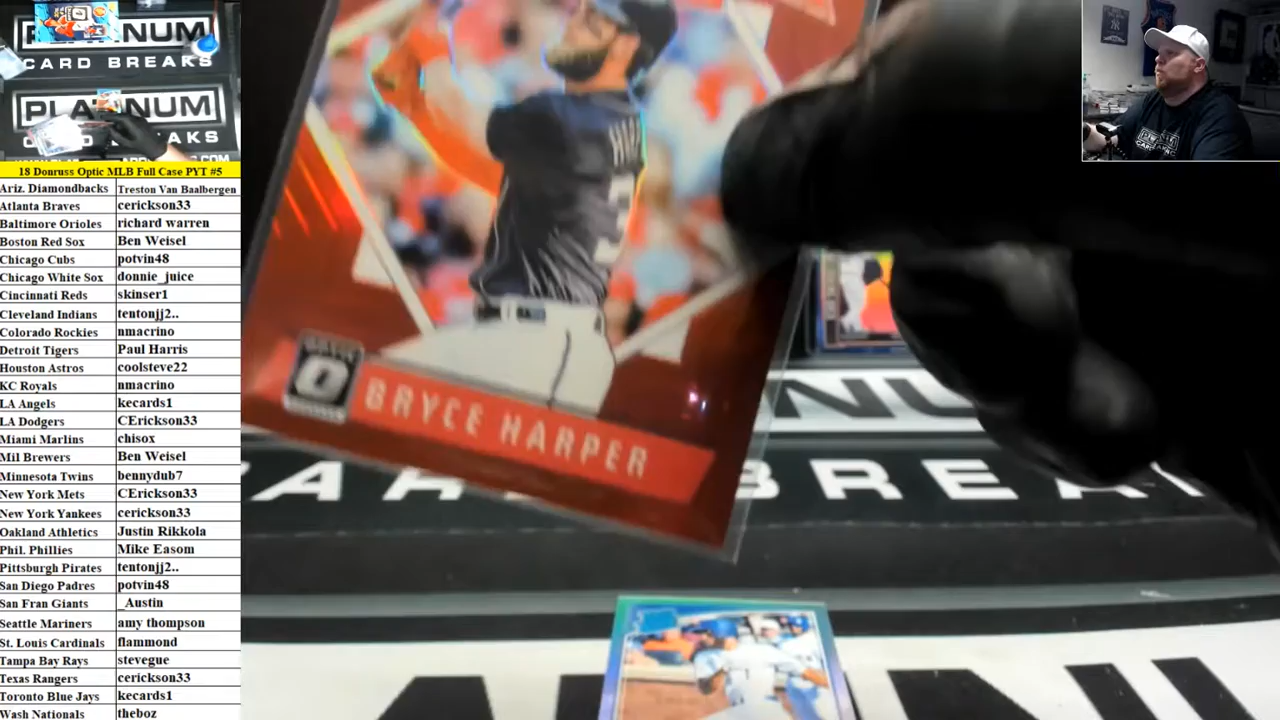 PLATINUM
CARD BREAKS
PLATINUM
18 Donruss Optic MLB Full Case PYT #5
Ariz. Diamondbacks Treston Van Baalbergen
Atlanta Braves cerickson33
Baltimore Orioles richard warren
Boston Red Sox Ben Weisel
Chicago Cubs potvin48
Chicago White Sox donnie_juice
Cincinnati Reds skinser1
Cleveland Indians tentonjj2..
Colorado Rockies nmacrino
Detroit Tigers Paul Harris
Houston Astros coolsteve22
KC Royals nmacrino
LA Angels kecards1
LA Dodgers CErickson33
Miami Marlins chisox
Mil Brewers Ben Weisel
Minnesota Twins bennydub7
New York Mets CErickson33
New York Yankees cerickson33
Oakland Athletics Justin Rikkola
Phil. Phillies Mike Easom
Pittsburgh Pirates tentonjj2..
San Diego Padres potvin48
San Fran Giants _Austin
Seattle Mariners amy thompson
St. Louis Cardinals flammond
Tampa Bay Rays stevegue
Texas Rangers cerickson33
Toronto Blue Jays kecards1
Wash Nationals theboz
BRYCE HARPER